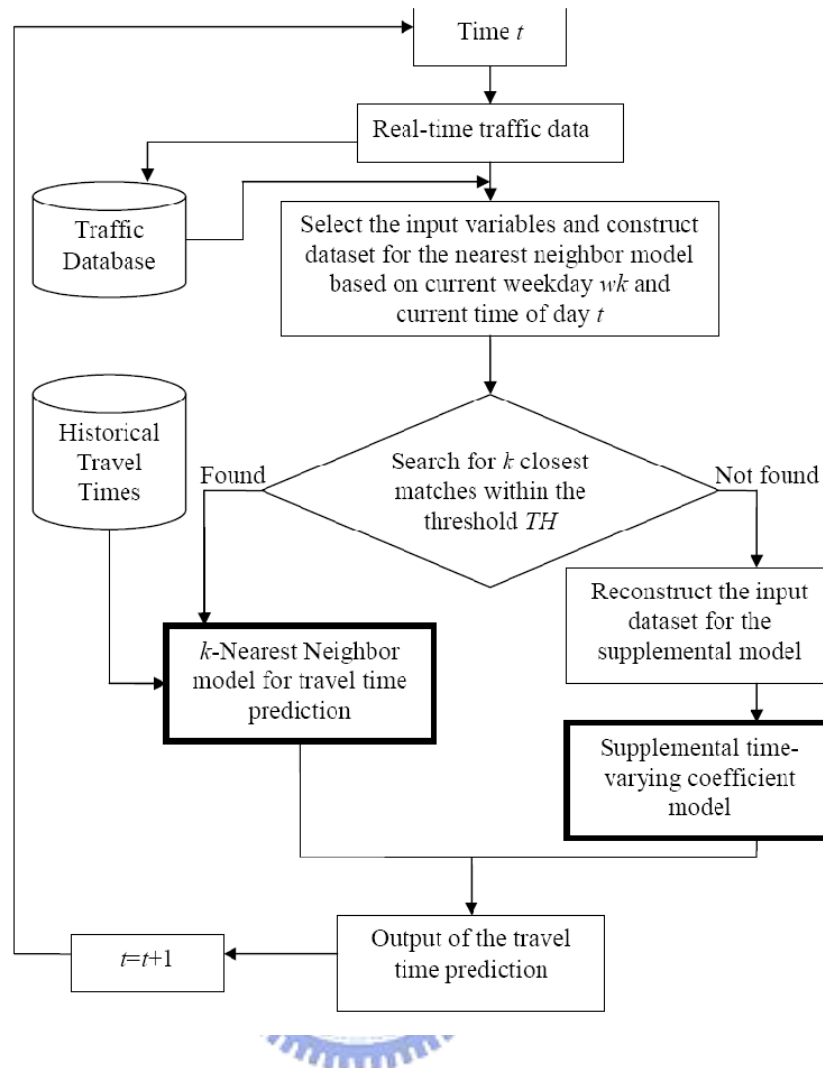 Time t
Real-time traffic data
Traffic
Database
Select the input variables and construct
dataset for the nearest neighbor model
based on current weekday wk and
current time of day t
Historical
Travel
Times
Found
Search for k closest
matches within the
threshold TH
Not found
Reconstruct the input
dataset for the
supplemental model
k-Nearest Neighbor
model for travel time
prediction
Supplemental time-
varying coefficient
model
Output of the travel
time prediction
t=t+1